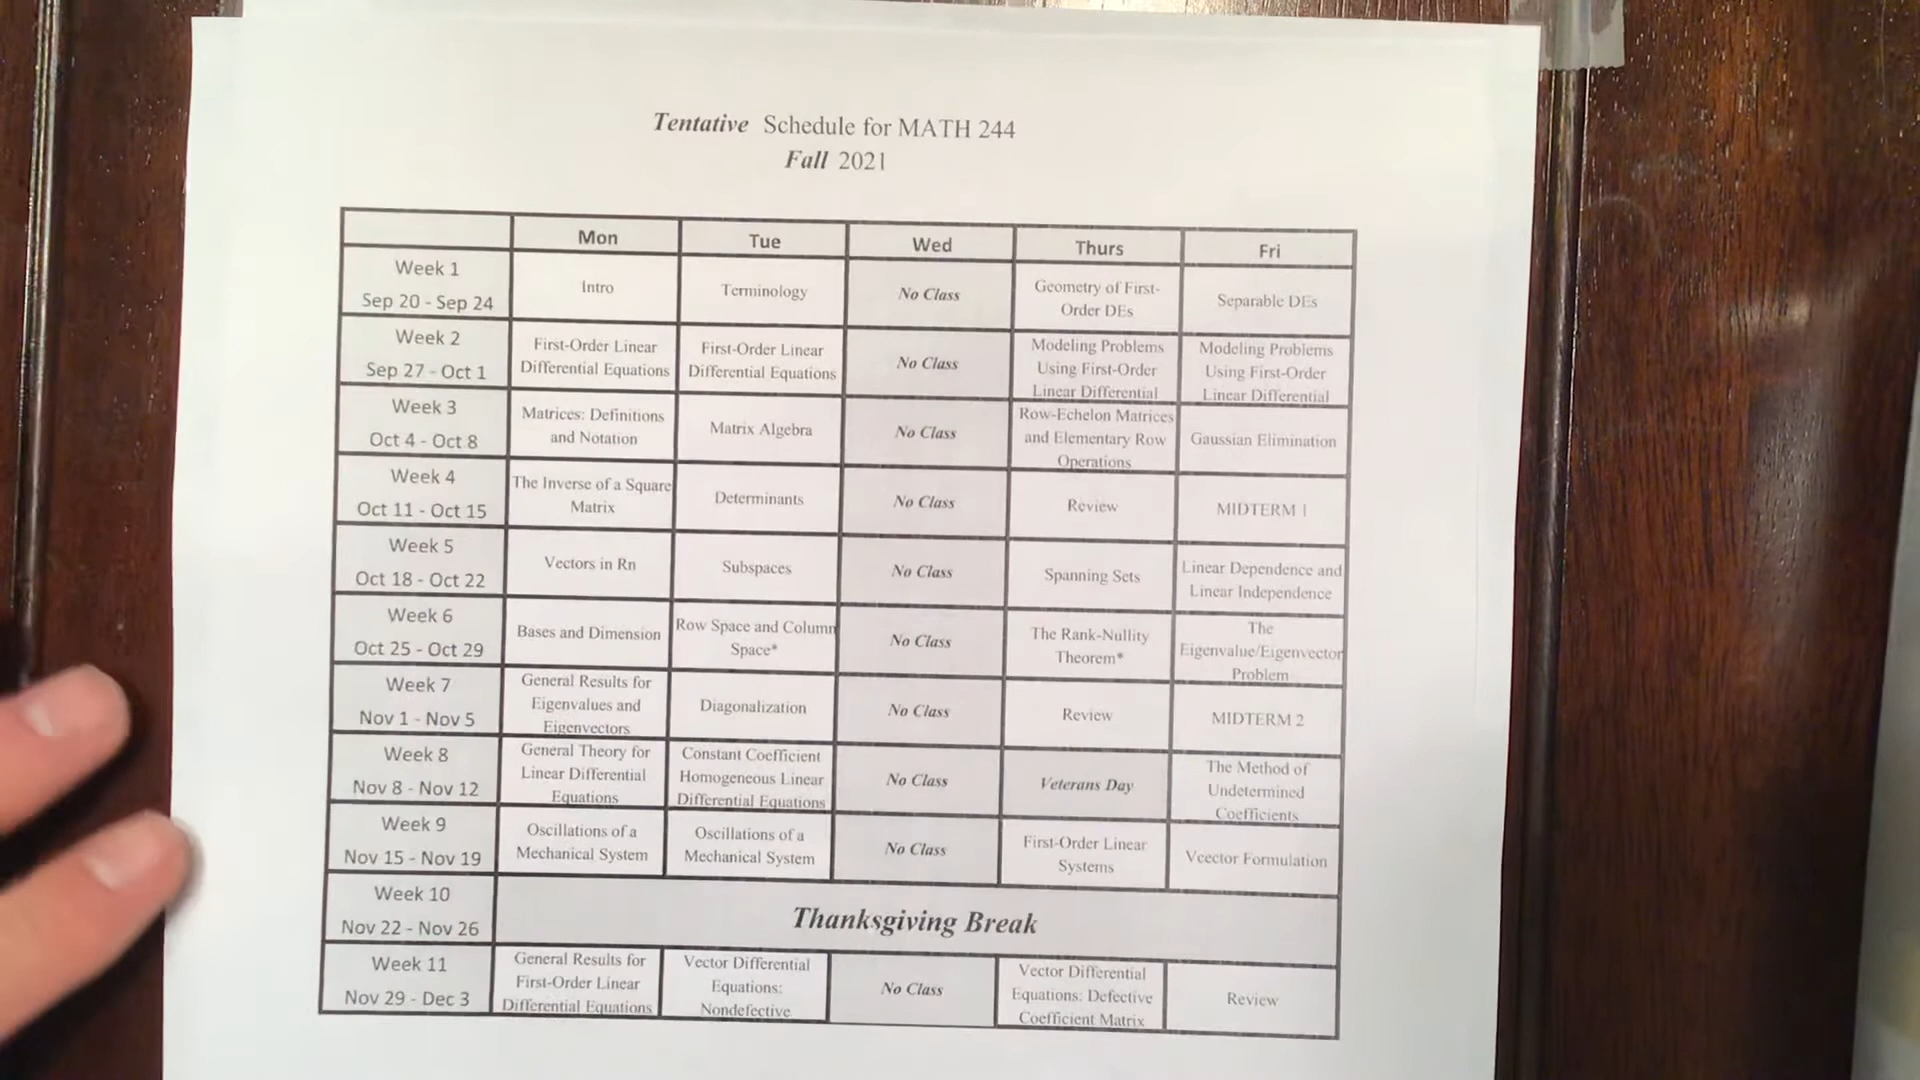 Tentative Schedule for MATH 244
Fall 2021
Mon Tue Wed Thurs Fri
Week 1
Sep 20 - Sep 24
Intro
Terminology
No Class
Geometry of First-
Order DEs
Separable DEs
Week 2
Sep 27 - Oct 1
First-Order Linear
Differential Equations
First-Order Linear
Differential Equations
No Class
Modeling Problems
Using First-Order
Linear Differential
Modeling Problems
Using First-Order
Linear Differential
Week 3
Oct 4 - Oct 8
Matrices: Definitions
and Notation
Matrix Algebra
No Class
Row-Echelon Matrices
and Elementary Row
Operations
Gaussian Elimination
Week 4
Oct 11 - Oct 15
The Inverse of a Square
Matrix
Determinants
No Class
Review
MIDTERM 1
Week 5
Oct 18 - Oct 22
Vectors in Rn
Subspaces
No Class
Spanning Sets
Linear Dependence and
Linear Independence
Week 6
Oct 25 - Oct 29
Bases and Dimension
Row Space and Column
Space*
No Class
The Rank-Nullity
Theorem*
The
Eigenvalue/Eigenvector
Problem
Week 7
Nov 1 - Nov 5
General Results for
Eigenvalues and
Eigenvectors
Diagonalization
No Class
Review
MIDTERM 2
Week 8
Nov 8 - Nov 12
General Theory for
Linear Differential
Equations
Constant Coefficient
Homogeneous Linear
Differential Equations
No Class
Veterans Day
The Method of
Undetermined
Coefficients
Week 9
Nov 15 - Nov 19
Oscillations of a
Mechanical System
Oscillations of a
Mechanical System
No Class
First-Order Linear
Systems
Vcector Formulation
Week 10
Nov 22 - Nov 26
Thanksgiving Break
Week 11
Nov 29 - Dec 3
General Results for
First-Order Linear
Differential Equations
Vector Differential
Equations:
Nondefective
No Class
Vector Differential
Equations: Defective
Coefficient Matrix
Review